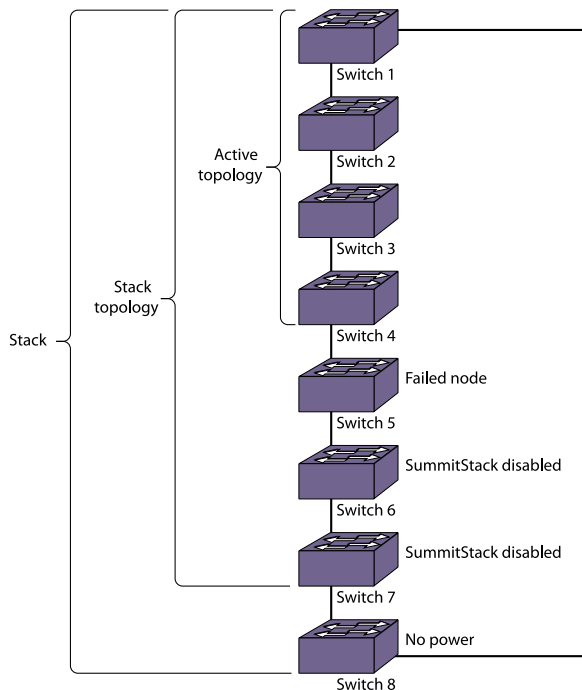 Switch 1
Switch 2
Active
topology
Switch 3
Stack
topology
Switch 4
Stack
Failed node
Switch 5
SummitStack disabled
Switch 6
SummitStack disabled
Switch 7
No power
Switch 8